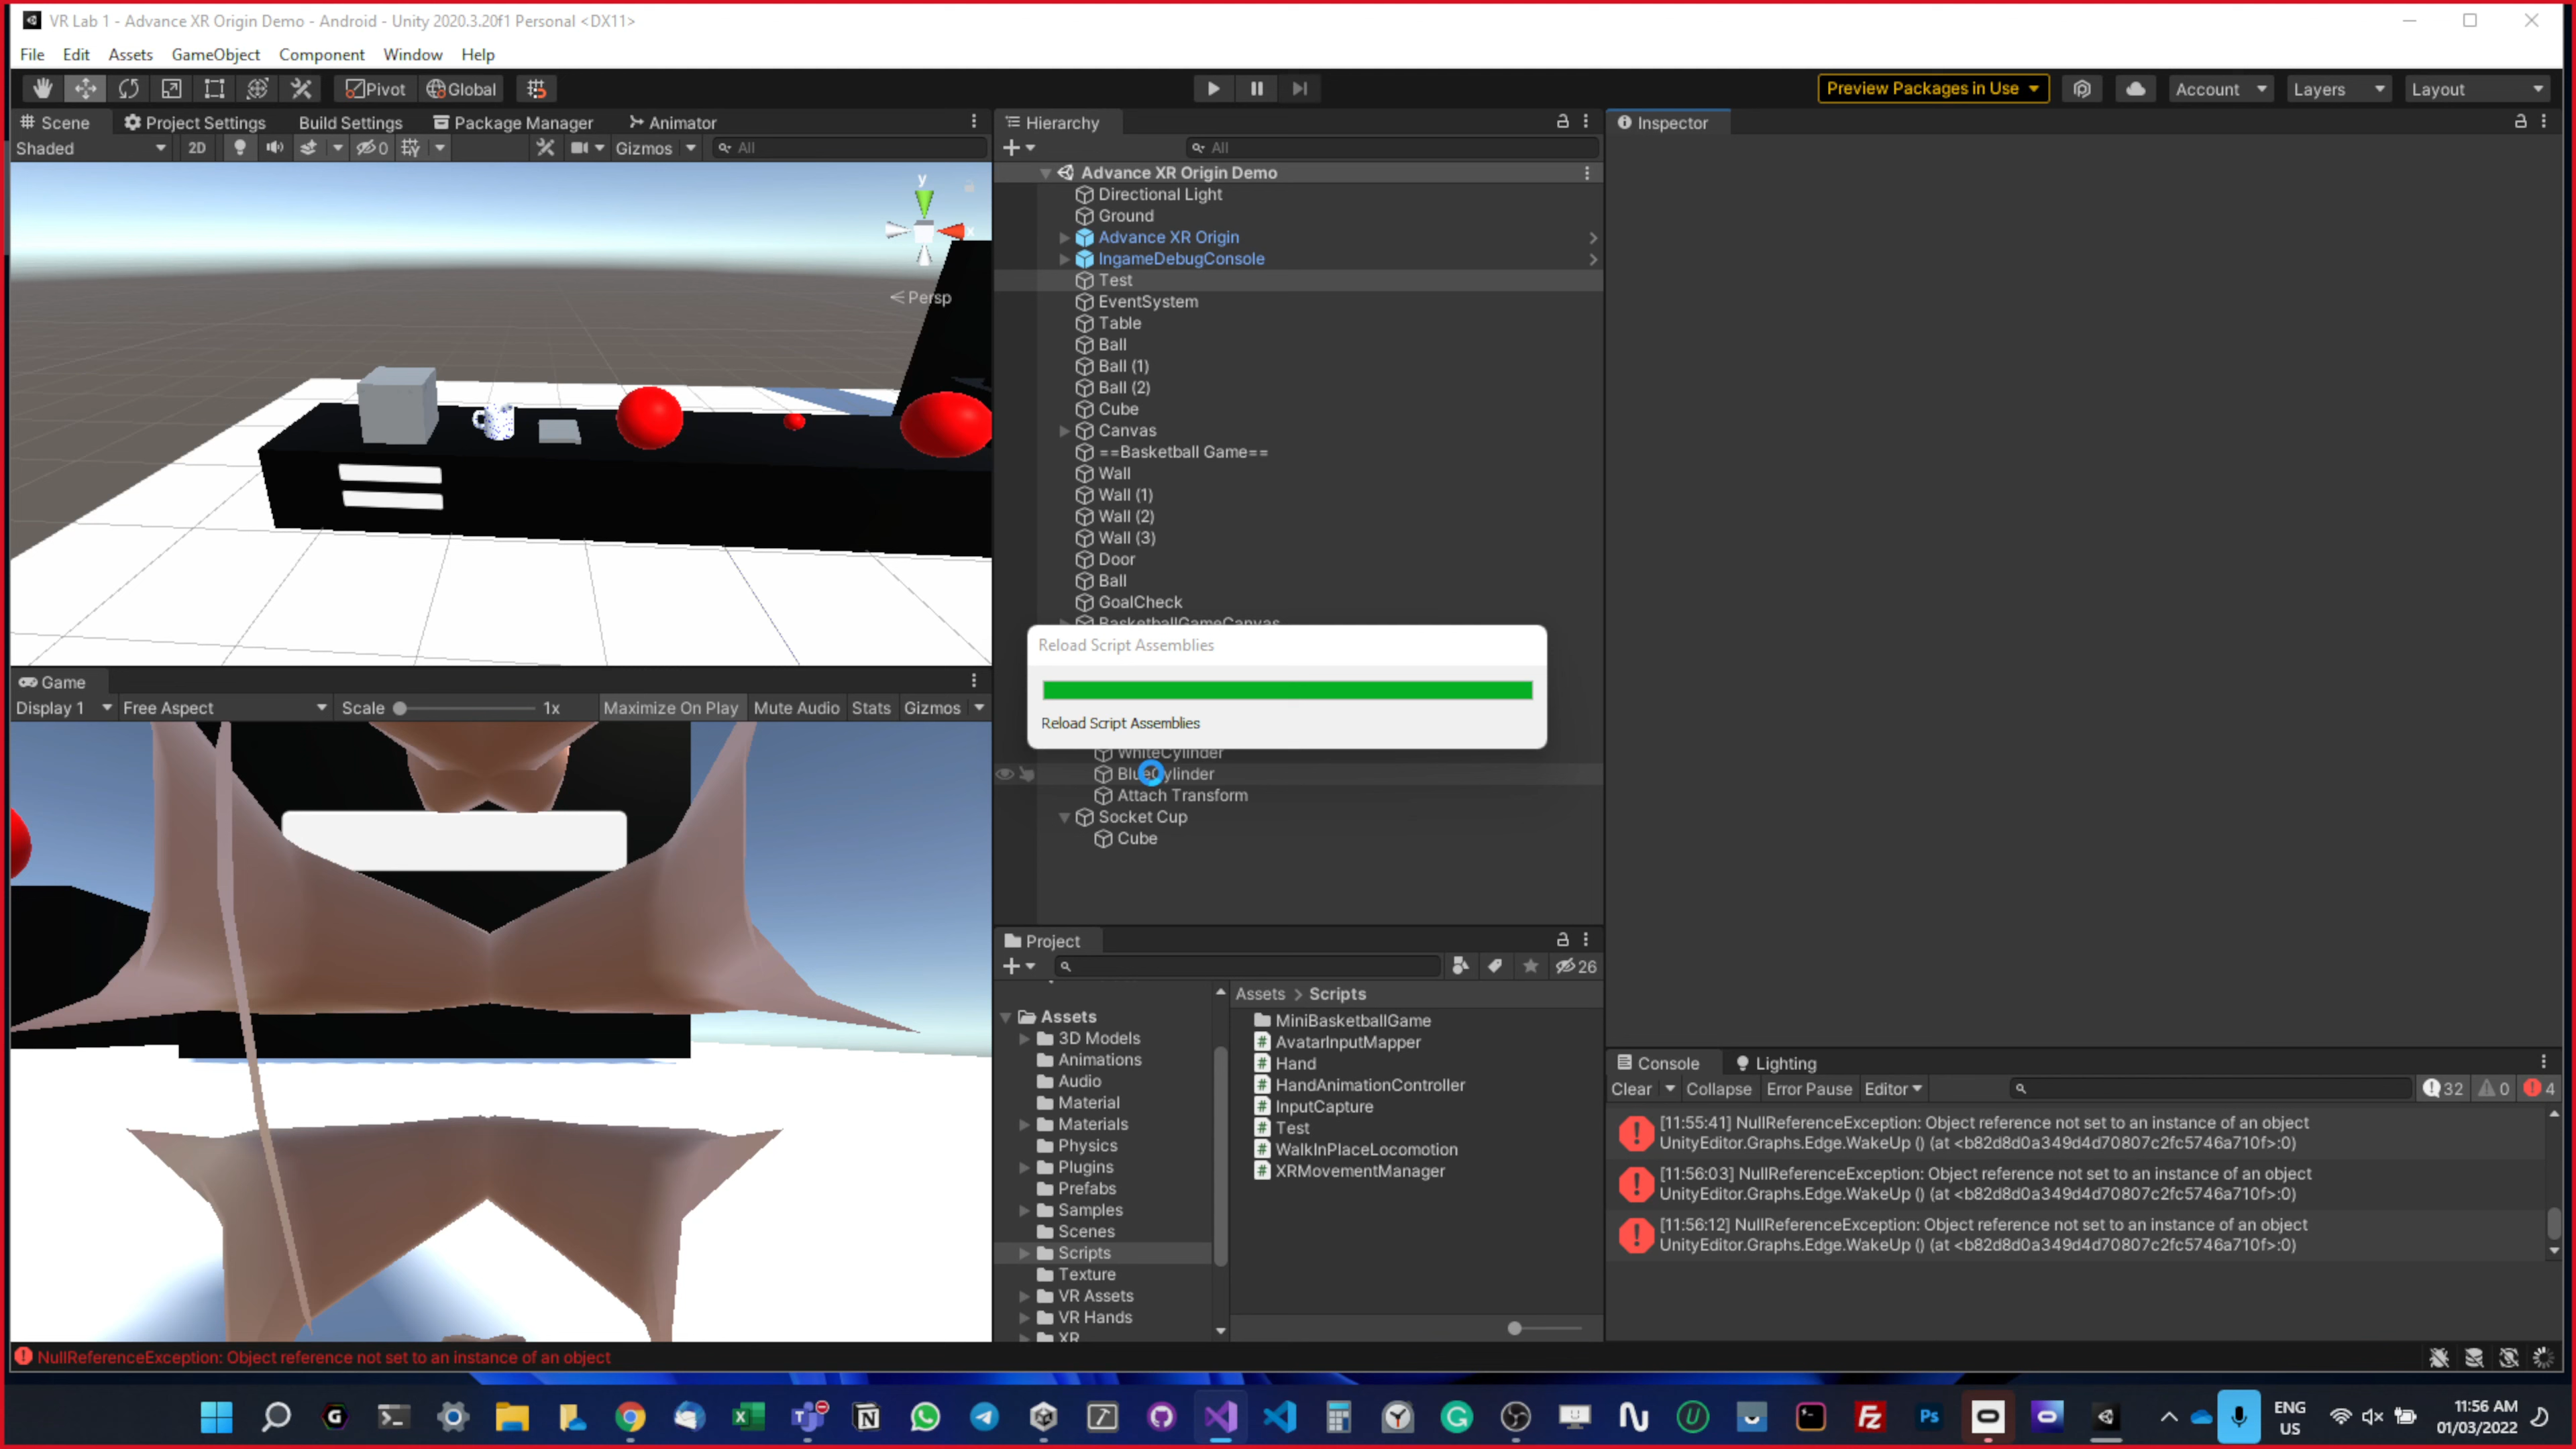 VR Lab 1 - Advance XR Origin Demo - Android - Unity 2020.3.20f1 Personal <DX11>
File Edit Assets GameObject Component Window Help
Pivot Global Preview Packages in Use Account Layers Layout
Scene Project Settings Build Settings Package Manager Animator
Shaded 2D 0 Gizmos All
y
x
Persp
Hierarchy
All
Advance XR Origin Demo
Directional Light
Ground
Advance XR Origin
IngameDebugConsole
Test
EventSystem
Table
Ball
Ball (1)
Ball (2)
Cube
Canvas
==Basketball Game==
Wall
Wall (1)
Wall (2)
Wall (3)
Door
Ball
GoalCheck
BasketballGameCanvas
Reload Script Assemblies
Reload Script Assemblies
WhiteCylinder
BlueCylinder
Attach Transform
Socket Cup
Cube
Inspector
Game
Display 1 Free Aspect Scale 1x Maximize On Play Mute Audio Stats Gizmos
Project
26
Assets
3D Models
Animations
Audio
Material
Materials
Physics
Plugins
Prefabs
Samples
Scenes
Scripts
Texture
VR Assets
VR Hands
XR
Assets > Scripts
MiniBasketballGame
AvatarInputMapper
Hand
HandAnimationController
InputCapture
Test
WalkInPlaceLocomotion
XRMovementManager
Console Lighting
Clear Collapse Error Pause Editor 32 0 4
[11:55:41] NullReferenceException: Object reference not set to an instance of an object
UnityEditor.Graphs.Edge.WakeUp () (at <b82d8d0a349d4d70807c2fc5746a710f>:0)
[11:56:03] NullReferenceException: Object reference not set to an instance of an object
UnityEditor.Graphs.Edge.WakeUp () (at <b82d8d0a349d4d70807c2fc5746a710f>:0)
[11:56:12] NullReferenceException: Object reference not set to an instance of an object
UnityEditor.Graphs.Edge.WakeUp () (at <b82d8d0a349d4d70807c2fc5746a710f>:0)
NullReferenceException: Object reference not set to an instance of an object
Ps
ENG
US
11:56 AM
01/03/2022